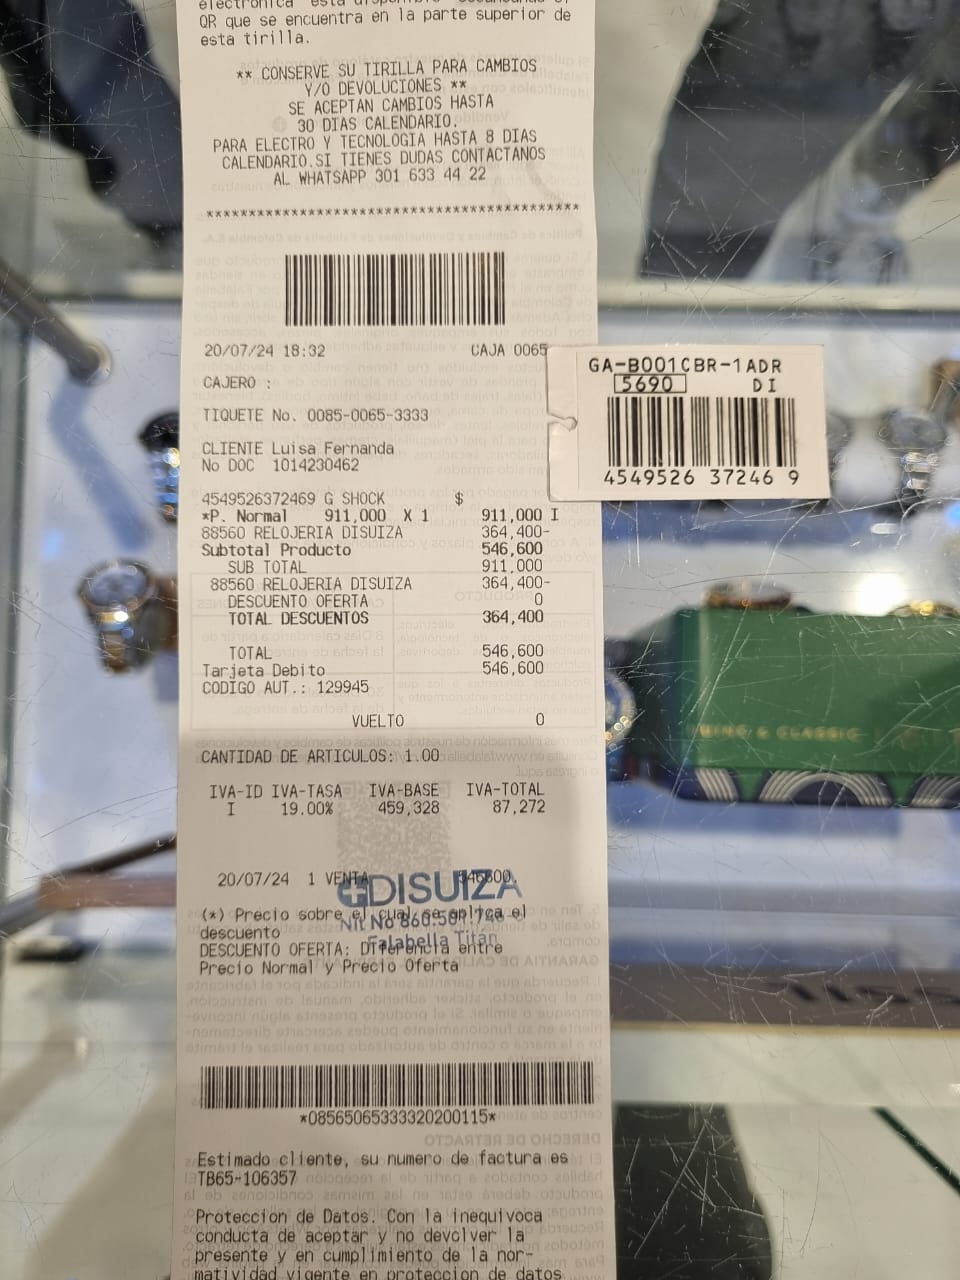 QR que se encuentra en la parte superior de
esta tirilla.
** CONSERVE SU TIRILLA PARA CAMBIOS
Y/O DEVOLUCIONES **
SE ACEPTAN CAMBIOS HASTA
30 DIAS CALENDARIO.
PARA ELECTRO Y TECNOLOGIA HASTA 8 DIAS
CALENDARIO.SI TIENES DUDAS CONTACTANOS
AL WHATSAPP 301 633 44 22
********************************************
20/07/24 18:32 CAJA 0065
CAJERO :
TIQUETE No. 0085-0065-3333
CLIENTE Luisa Fernanda
No DOC 1014230462
4549526372469 G SHOCK $
*P. Normal 911,000 X 1 911,000 I
88560 RELOJERIA DISUIZA 364,400-
Subtotal Producto 546,600
SUB TOTAL 911,000
88560 RELOJERIA DISUIZA 364,400-
DESCUENTO OFERTA 0
TOTAL DESCUENTOS 364,400
TOTAL 546,600
Tarjeta Debito 546,600
CODIGO AUT.: 129945
VUELTO 0
CANTIDAD DE ARTICULOS: 1.00
IVA-ID IVA-TASA IVA-BASE IVA-TOTAL
I 19.00% 459,328 87,272
20/07/24 1 VENTA 546600.
DISUIZA
(*) Precio sobre el cual se aplica el
descuento
Nit No 860.501.
Falabella Titan
DESCUENTO OFERTA: Diferencia entre
Precio Normal y Precio Oferta
*08565065333320200115*
Estimado cliente, su numero de factura es
TB65-106357
Proteccion de Datos. Con la inequivoca
conducta de aceptar y no devolver la
presente y en cumplimiento de la nor-
matividad vigente en proteccion de datos
GA-B001CBR-1ADR
5690 DI
4549526 37246 9